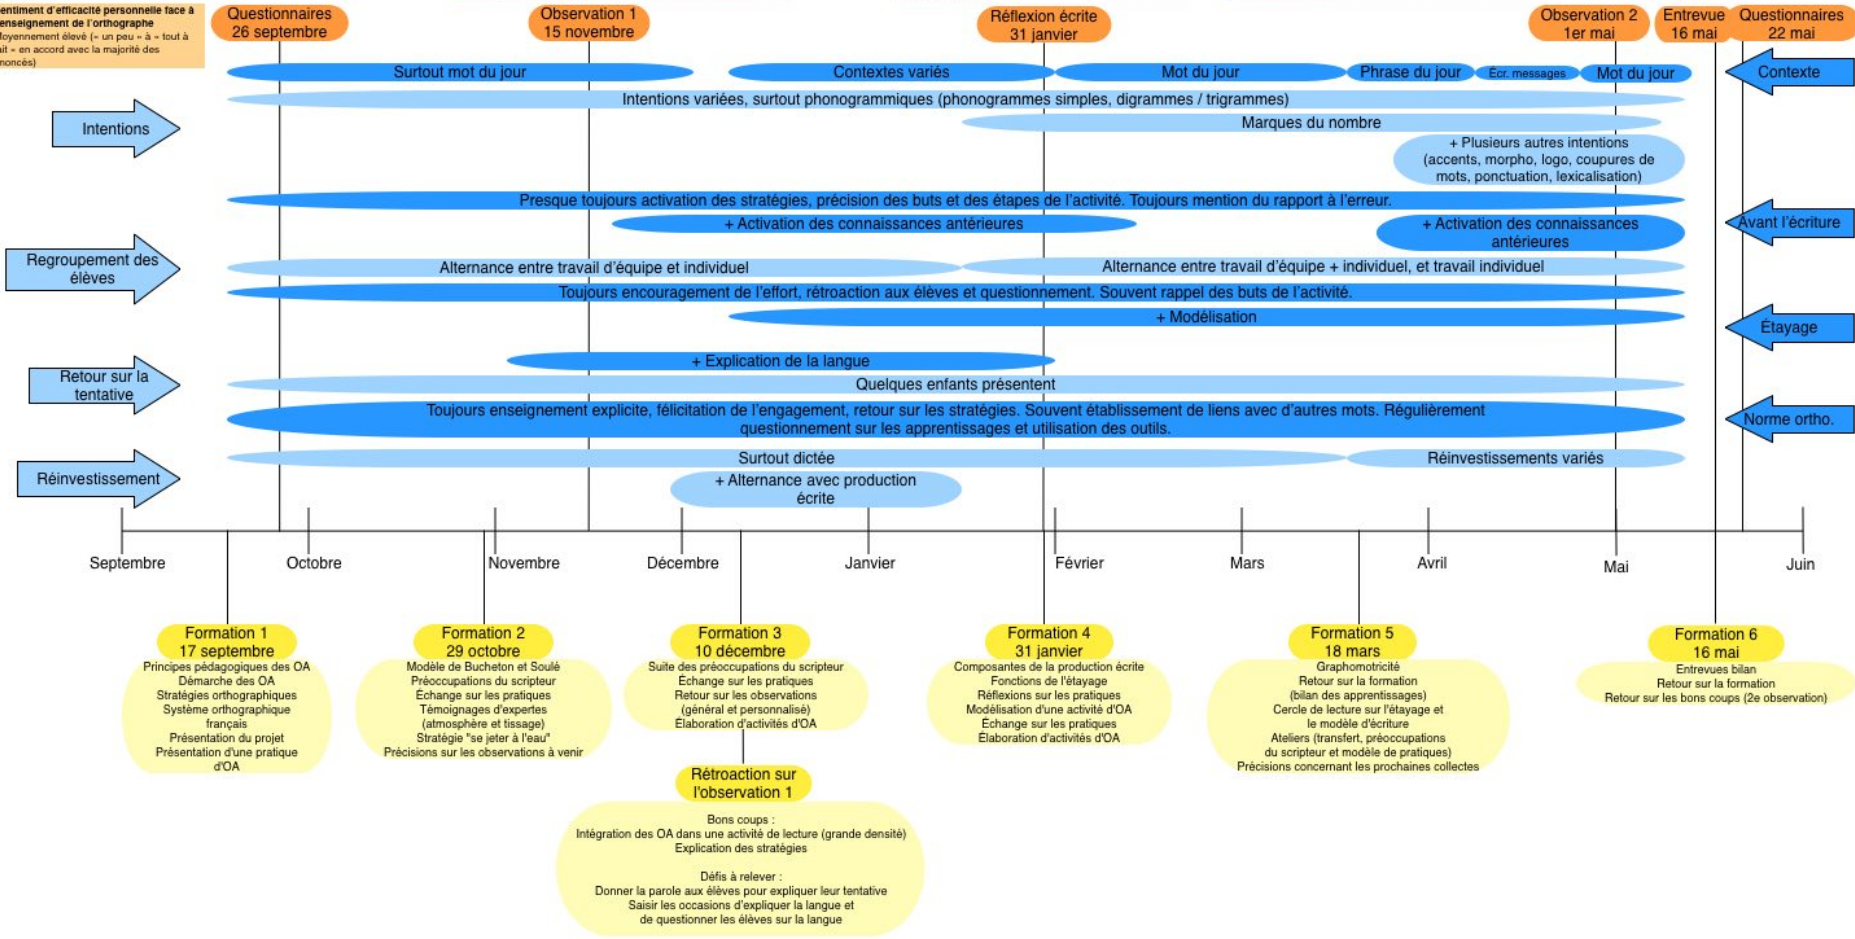 entiment d'efficacité personnelle face à
enseignement de l'orthographe
oyennement élevé (« un peu » à « tout à
ait » en accord avec la majorité des
noncés)
Questionnaires
26 septembre
Observation 1
15 novembre
Réflexion écrite
31 janvier
Observation 2
1er mai
Entrevue
16 mai
Questionnaires
22 mai
Surtout mot du jour
Contextes variés
Mot du jour
Phrase du jour
Écr. messages
Mot du jour
Contexte
Intentions variées, surtout phonogrammiques (phonogrammes simples, digrammes / trigrammes)
Intentions
Marques du nombre
+ Plusieurs autres intentions
(accents, morpho, logo, coupures de
mots, ponctuation, lexicalisation)
Presque toujours activation des stratégies, précision des buts et des étapes de l'activité. Toujours mention du rapport à l'erreur.
+ Activation des connaissances antérieures
+ Activation des connaissances
antérieures
Avant l'écriture
Regroupement des
élèves
Alternance entre travail d'équipe et individuel
Alternance entre travail d'équipe + individuel, et travail individuel
Toujours encouragement de l'effort, rétroaction aux élèves et questionnement. Souvent rappel des buts de l'activité.
+ Modélisation
Étayage
+ Explication de la langue
Retour sur la
tentative
Quelques enfants présentent
Toujours enseignement explicite, félicitation de l'engagement, retour sur les stratégies. Souvent établissement de liens avec d'autres mots. Régulièrement
questionnement sur les apprentissages et utilisation des outils.
Norme ortho.
Surtout dictée
Réinvestissements variés
Réinvestissement
+ Alternance avec production
écrite
Septembre
Octobre
Novembre
Décembre
Janvier
Février
Mars
Avril
Mai
Juin
Formation 1
17 septembre
Principes pédagogiques des OA
Démarche des OA
Stratégies orthographiques
Système orthographique
français
Présentation du projet
Présentation d'une pratique
d'OA
Formation 2
29 octobre
Modèle de Bucheton et Soulé
Préoccupations du scripteur
Échange sur les pratiques
Témoignages d'expertes
(atmosphère et tissage)
Stratégie "se jeter à l'eau"
Précisions sur les observations à venir
Formation 3
10 décembre
Suite des préoccupations du scripteur
Échange sur les pratiques
Retour sur les observations
(général et personnalisé)
Élaboration d'activités d'OA
Rétroaction sur
l'observation 1
Bons coups :
Intégration des OA dans une activité de lecture (grande densité)
Explication des stratégies
Défis à relever :
Donner la parole aux élèves pour expliquer leur tentative
Saisir les occasions d'expliquer la langue et
de questionner les élèves sur la langue
Formation 4
31 janvier
Composantes de la production écrite
Fonctions de l'étayage
Réflexions sur les pratiques
Modélisation d'une activité d'OA
Échange sur les pratiques
Élaboration d'activités d'OA
Formation 5
18 mars
Graphomotricité
Retour sur la formation
(bilan des apprentissages)
Cercle de lecture sur l'étayage et
le modèle d'écriture
Ateliers (transfert, préoccupations
du scripteur et modèle de pratiques)
Précisions concernant les prochaines collectes
Formation 6
16 mai
Entrevues bilan
Retour sur la formation
Retour sur les bons coups (2e observation)